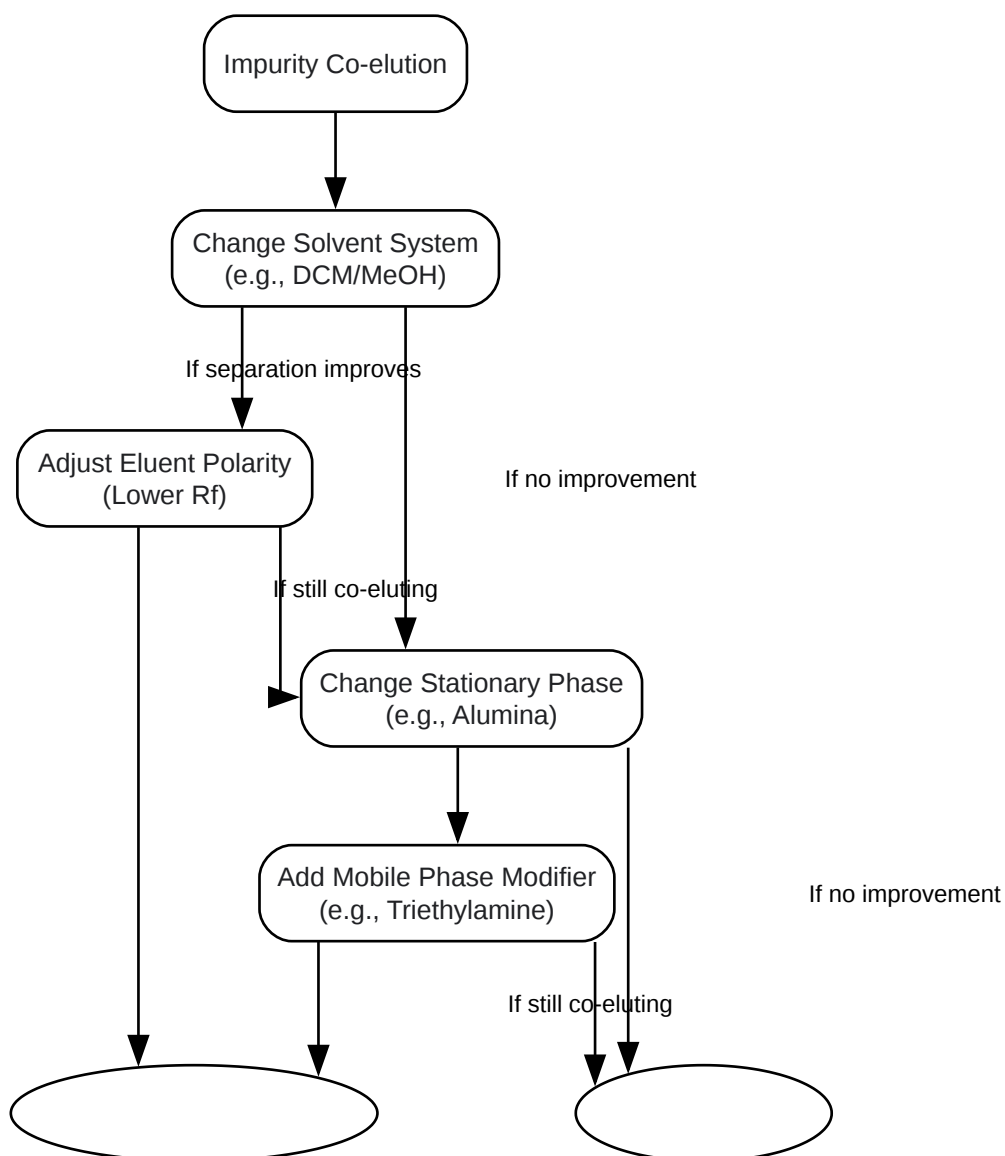 Impurity Co-elution
Change Solvent System
(e.g., DCM/MeOH)
If separation improves
Adjust Eluent Polarity
(Lower Rf)
If no improvement
If still co-eluting
Change Stationary Phase
(e.g., Alumina)
Add Mobile Phase Modifier
(e.g., Triethylamine)
If no improvement
If still co-eluting